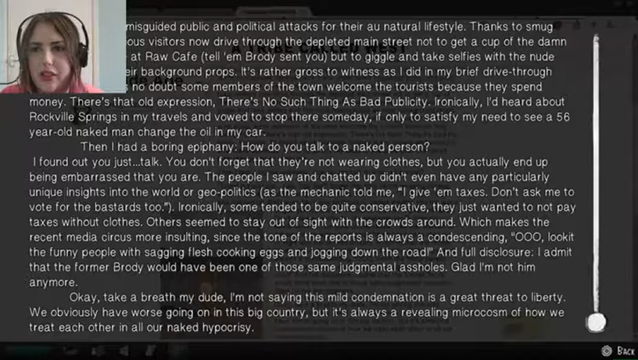 misguided public and political attacks for their au natural lifestyle. Thanks to smug
ious visitors now drive through the depleted main street not to get a cup of the damn
e at Raw Cafe (tell 'em Brody sent you) but to giggle and take selfies with the nude
their background props. It's rather gross to witness as I did in my brief drive-through
s no doubt some members of the town welcome the tourists because they spend
money. There's that old expression, There's No Such Thing As Bad Publicity. Ironically, I'd heard about
Rockville Springs in my travels and vowed to stop there someday, if only to satisfy my need to see a 56
year-old naked man change the oil in my car.
Then I had a boring epiphany. How do you talk to a naked person?
I found out you just...talk. You don't forget that they're not wearing clothes, but you actually end up
being embarrassed that you are. The people I saw and chatted up didn't even have any particularly
unique insights into the world or geo-politics (as the mechanic told me, "I give 'em taxes. Don't ask me to
vote for the bastards too."). Ironically, some tended to be quite conservative, they just wanted to not pay
taxes without clothes. Others seemed to stay out of sight with the crowds around. Which makes the
recent media circus more insulting, since the tone of the reports is always a condescending, "OOO, lookit
the funny people with sagging flesh cooking eggs and jogging down the road!" And full disclosure: I admit
that the former Brody would have been one of those same judgmental assholes. Glad I'm not him
anymore.
Okay, take a breath my dude, I'm not saying this mild condemnation is a great threat to liberty.
We obviously have worse going on in this big country, but it's always a revealing microcosm of how we
treat each other in all our naked hypocrisy.
BACK